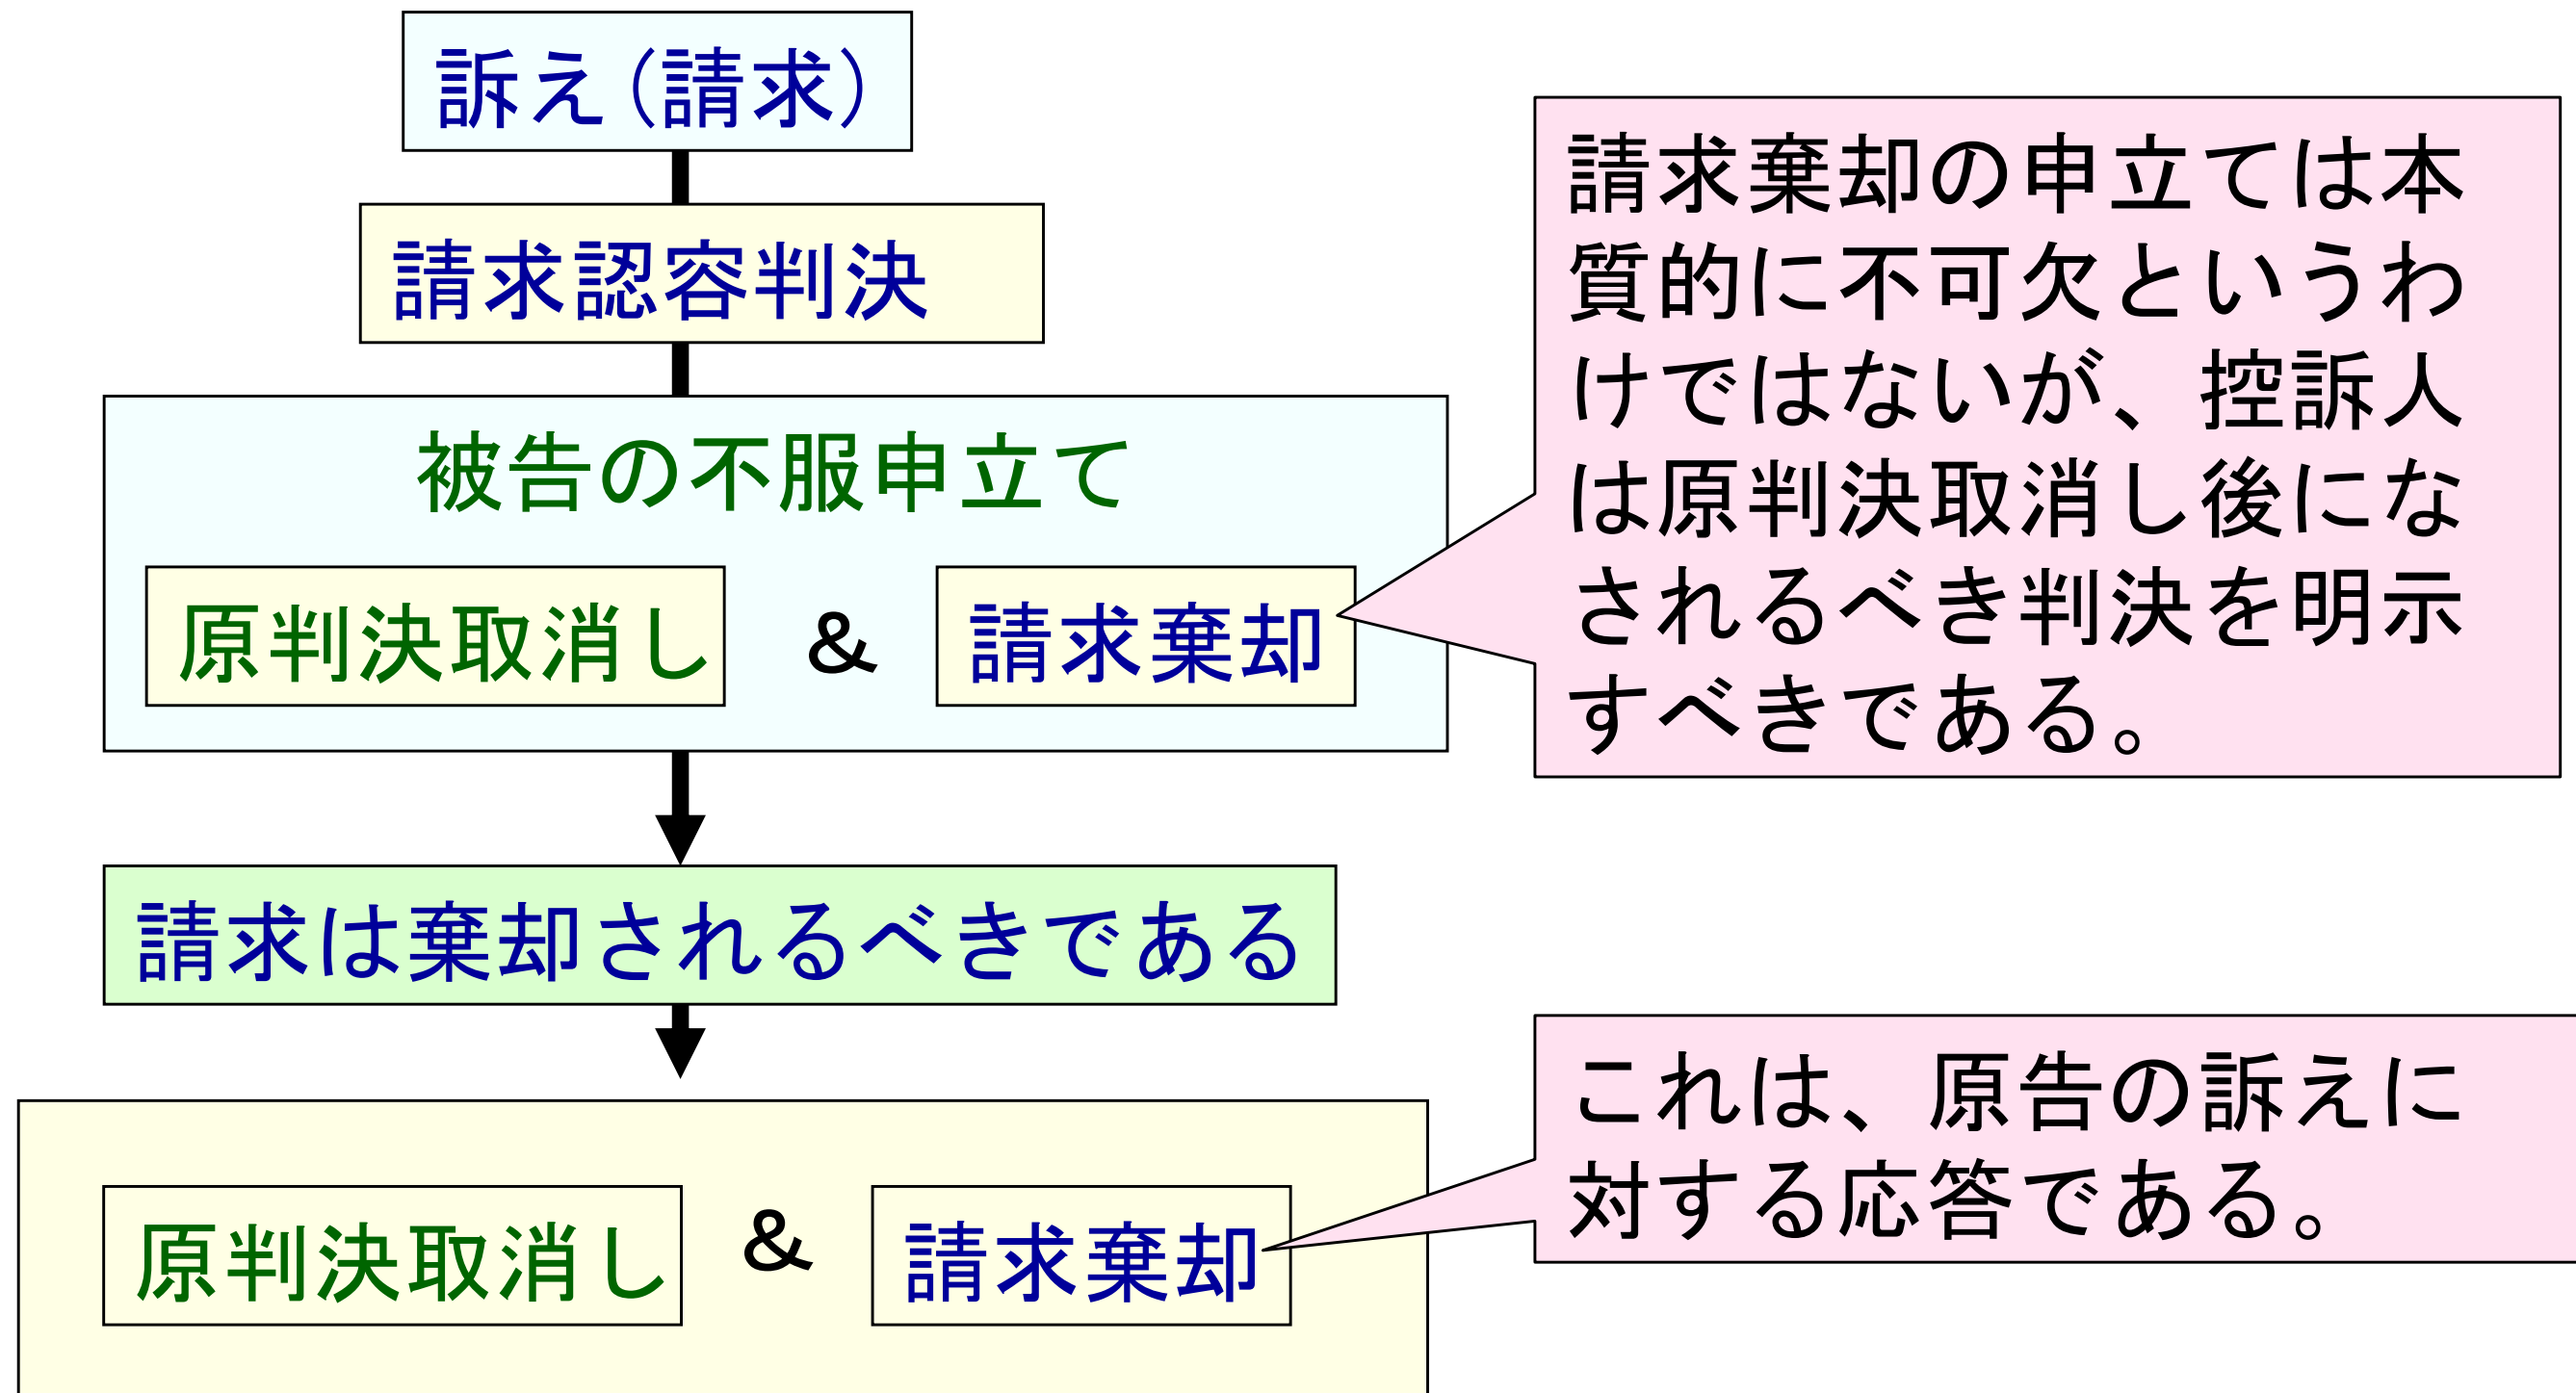 訴え(請求)
請求認容判決
被告の不服申立て
原判決取消し
&
請求棄却
請求棄却の申立ては本
質的に不可欠というわ
けではないが、控訴人
は原判決取消し後にな
されるべき判決を明示
すべきである。
請求は棄却されるべきである
原判決取消し
&
請求棄却
これは、原告の訴えに
対する応答である。